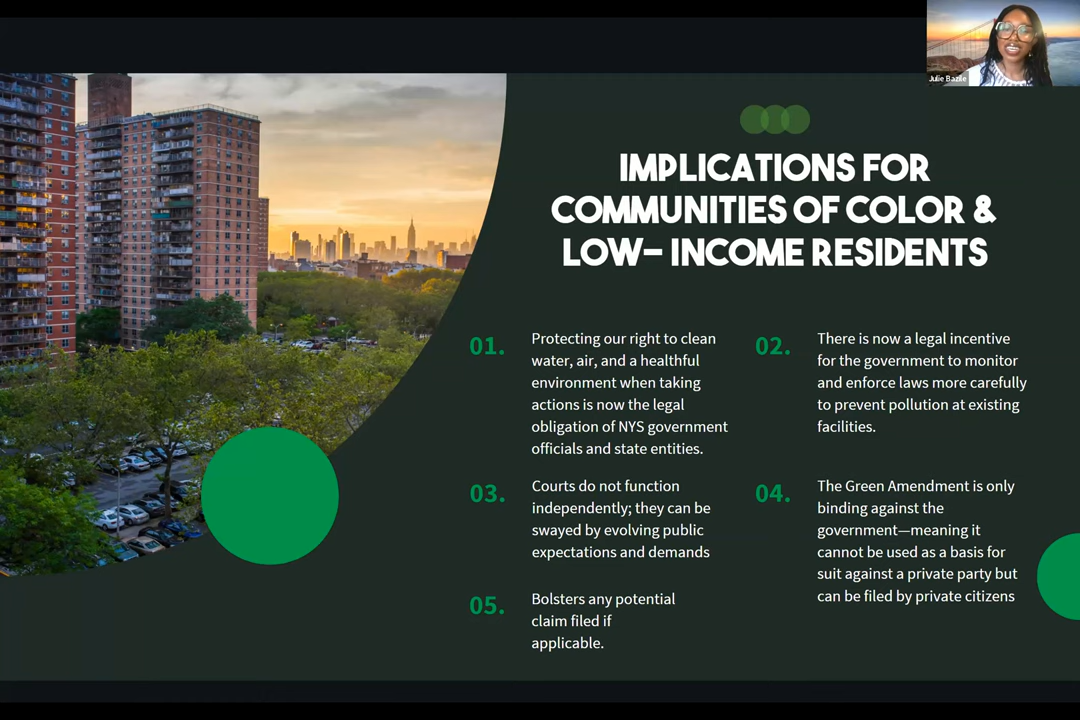 Julie Bazile
IMPLICATIONS FOR
COMMUNITIES OF COLOR &
LOW- INCOME RESIDENTS
01.
Protecting our right to clean
water, air, and a healthful
environment when taking
actions is now the legal
obligation of NYS government
officials and state entities.
02.
There is now a legal incentive
for the government to monitor
and enforce laws more carefully
to prevent pollution at existing
facilities.
03.
Courts do not function
independently; they can be
swayed by evolving public
expectations and demands
04.
The Green Amendment is only
binding against the
government—meaning it
cannot be used as a basis for
suit against a private party but
can be filed by private citizens
05.
Bolsters any potential
claim filed if
applicable.